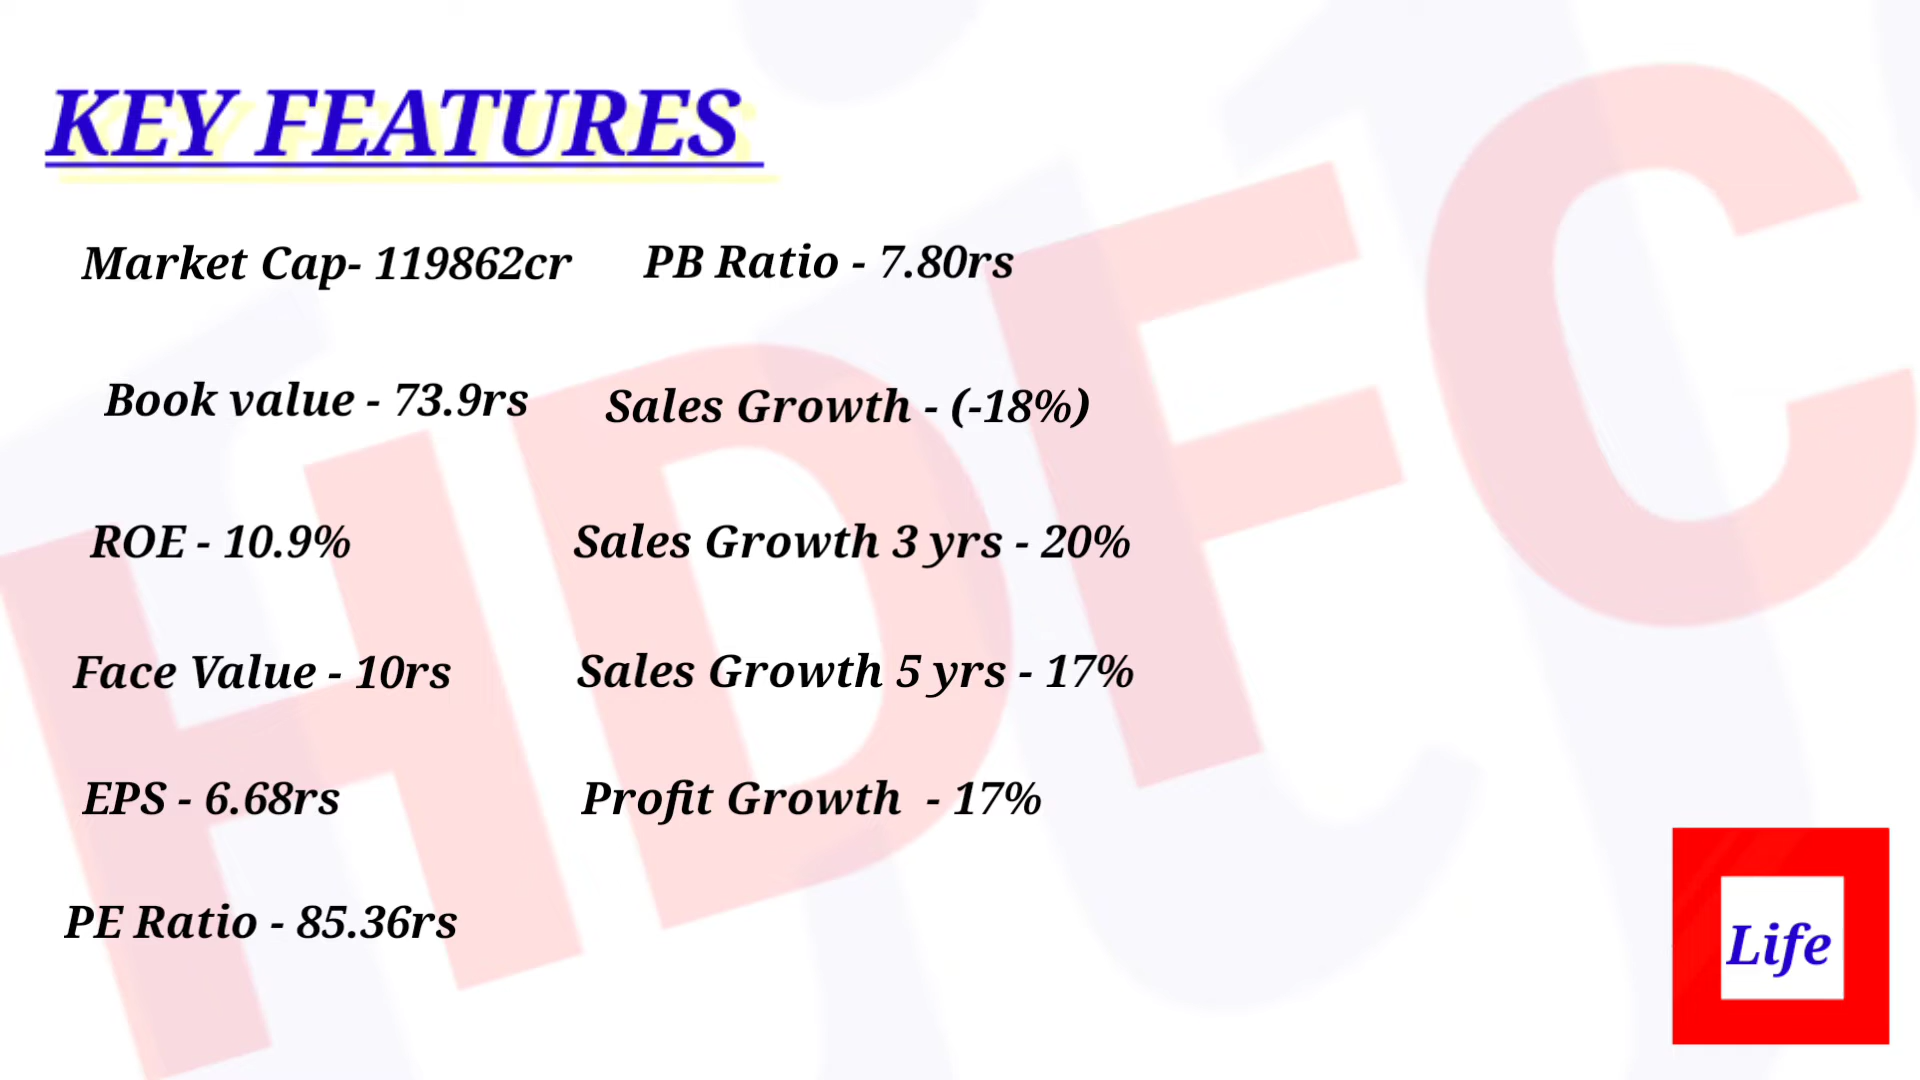 KEY FEATURES
Market Cap- 119862cr
PB Ratio - 7.80rs
Book value - 73.9rs
Sales Growth - (-18%)
ROE - 10.9%
Sales Growth 3 yrs - 20%
Face Value - 10rs
Sales Growth 5 yrs - 17%
EPS - 6.68rs
Profit Growth  - 17%
PE Ratio - 85.36rs
HDFC
Life